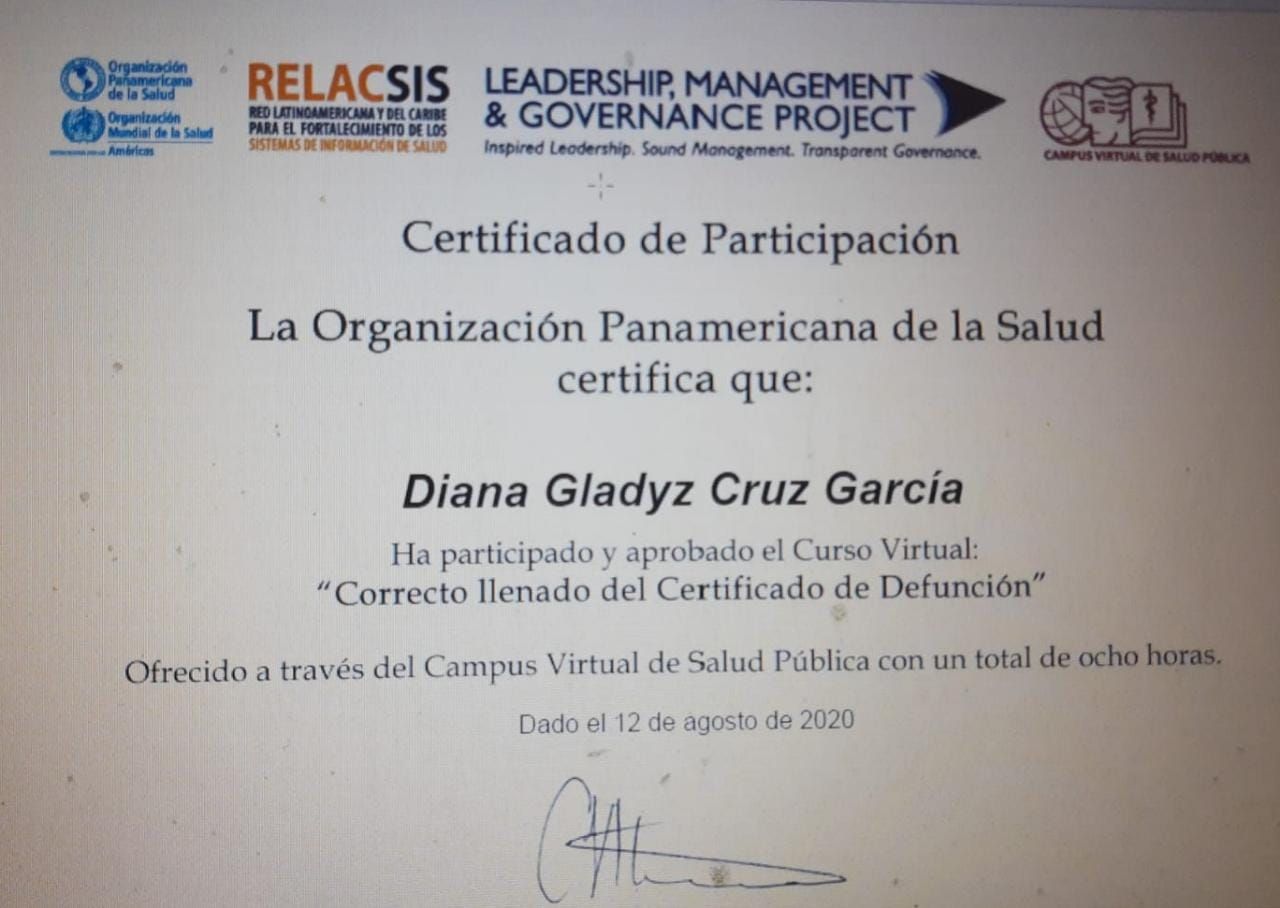 Organización
Panamericana
de la Salud
Organización
Mundial de la Salud
Américas
RELACSIS
RED LATINOAMERICANA Y DEL CARIBE
PARA EL FORTALECIMIENTO DE LOS
SISTEMAS DE INFORMACIÓN DE SALUD
LEADERSHIP, MANAGEMENT
& GOVERNANCE PROJECT
Inspired Leadership. Sound Management. Transparent Governance.
CAMPUS VIRTUAL DE SALUD PÚBLICA
Certificado de Participación
La Organización Panamericana de la Salud
certifica que:
Diana Gladyz Cruz García
Ha participado y aprobado el Curso Virtual:
“Correcto llenado del Certificado de Defunción”
Ofrecido a través del Campus Virtual de Salud Pública con un total de ocho horas.
Dado el 12 de agosto de 2020